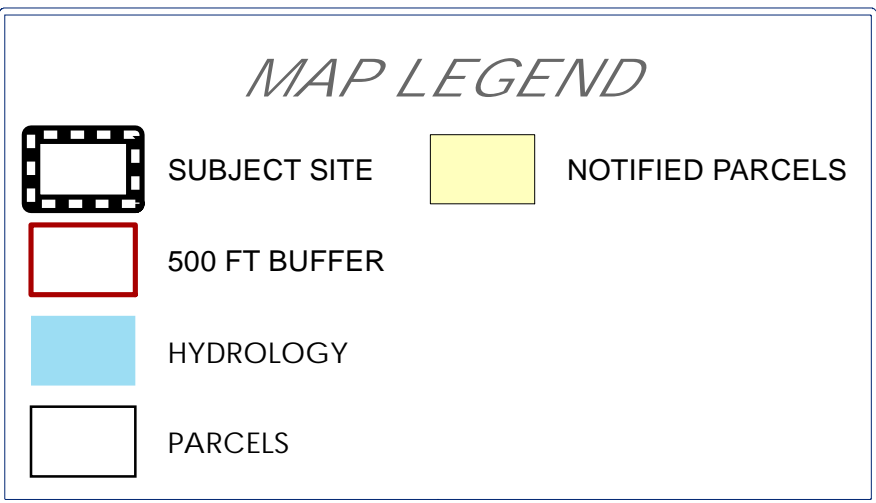 MAP LEGEND
SUBJECT SITE
NOTIFIED PARCELS
500 FT BUFFER
HYDROLOGY
PARCELS